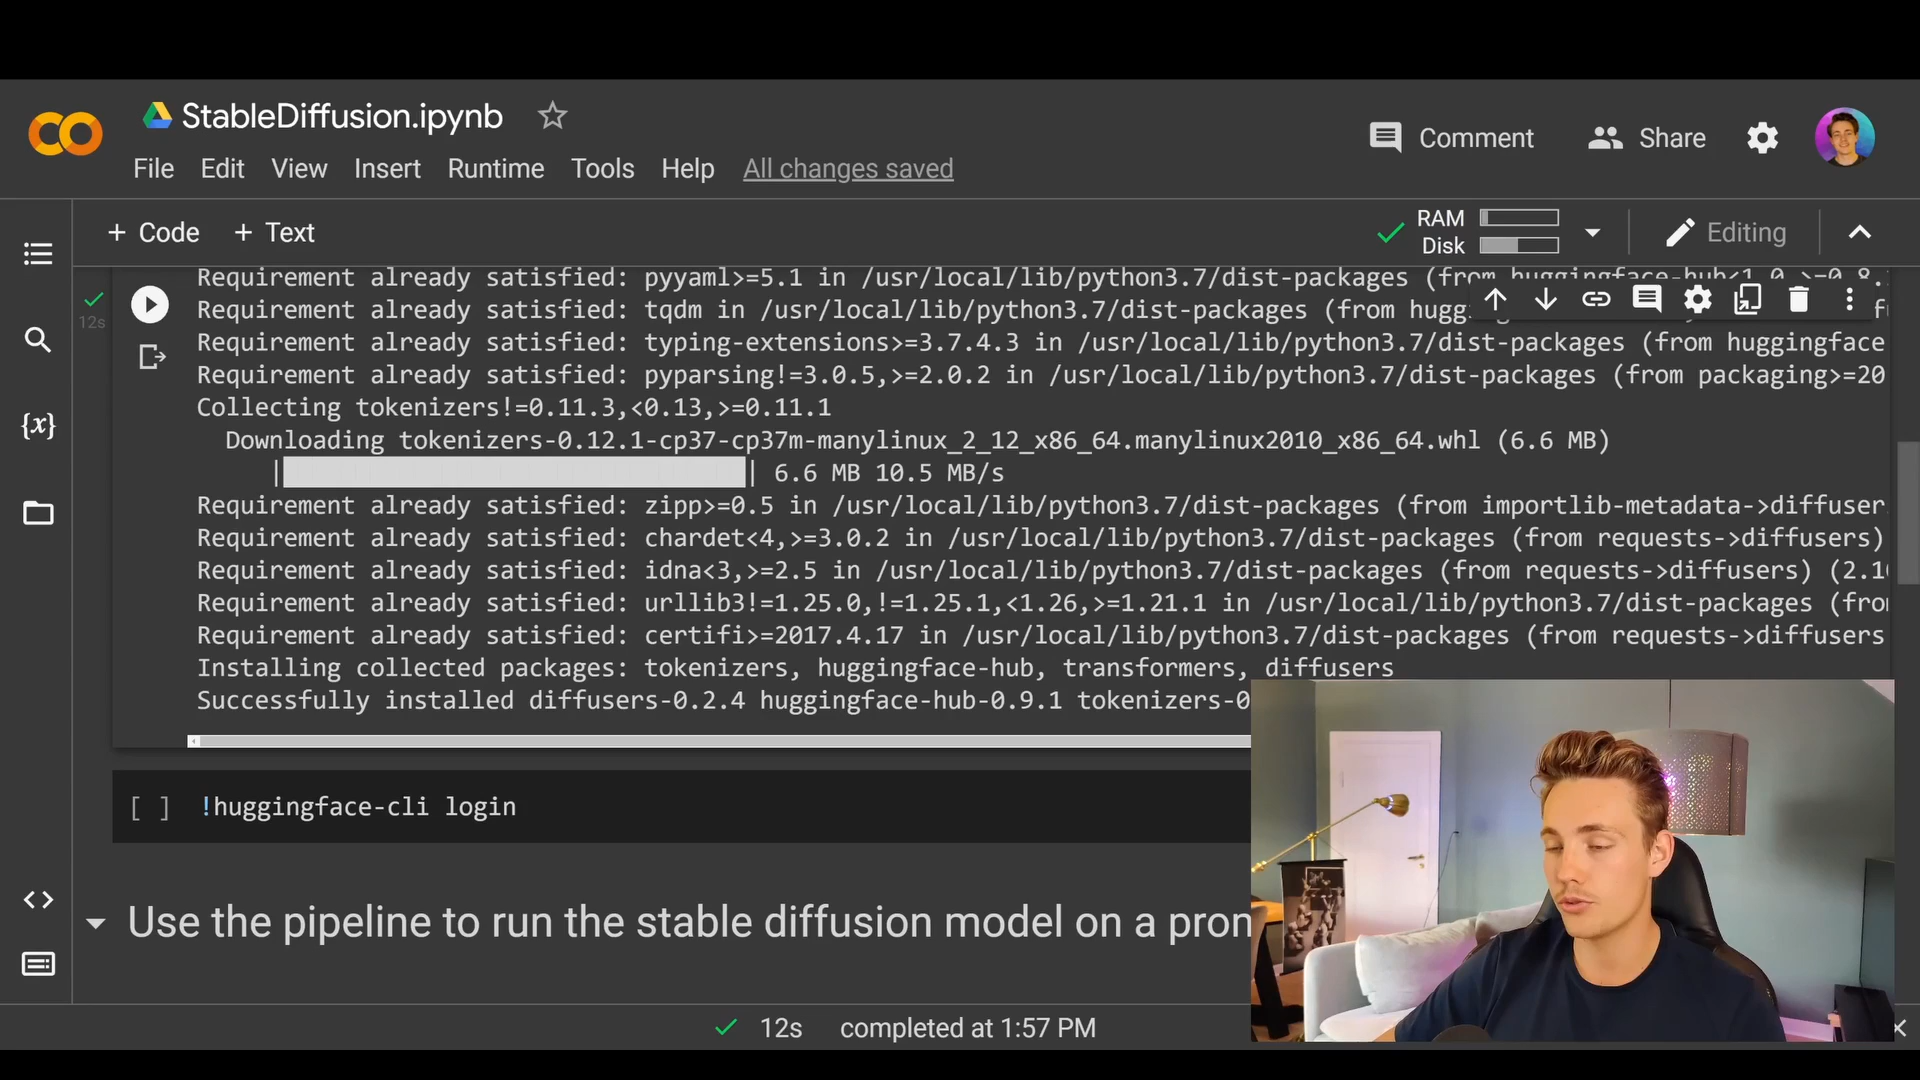 StableDiffusion.ipynb
Comment Share
File Edit View Insert Runtime Tools Help All changes saved
+ Code + Text
RAM
Disk
Editing
Requirement already satisfied: pyyaml>=5.1 in /usr/local/lib/python3.7/dist-packages (from huggingface-hub<1.0,>=0.8.
12s
Requirement already satisfied: tqdm in /usr/local/lib/python3.7/dist-packages (from hugg
Requirement already satisfied: typing-extensions>=3.7.4.3 in /usr/local/lib/python3.7/dist-packages (from huggingface
Requirement already satisfied: pyparsing!=3.0.5,>=2.0.2 in /usr/local/lib/python3.7/dist-packages (from packaging>=20
Collecting tokenizers!=0.11.3,<0.13,>=0.11.1
Downloading tokenizers-0.12.1-cp37-cp37m-manylinux_2_12_x86_64.manylinux2010_x86_64.whl (6.6 MB)
| | 6.6 MB 10.5 MB/s
Requirement already satisfied: zipp>=0.5 in /usr/local/lib/python3.7/dist-packages (from importlib-metadata->diffuser
Requirement already satisfied: chardet<4,>=3.0.2 in /usr/local/lib/python3.7/dist-packages (from requests->diffusers)
Requirement already satisfied: idna<3,>=2.5 in /usr/local/lib/python3.7/dist-packages (from requests->diffusers) (2.10
Requirement already satisfied: urllib3!=1.25.0,!=1.25.1,<1.26,>=1.21.1 in /usr/local/lib/python3.7/dist-packages (fro
Requirement already satisfied: certifi>=2017.4.17 in /usr/local/lib/python3.7/dist-packages (from requests->diffusers
Installing collected packages: tokenizers, huggingface-hub, transformers, diffusers
Successfully installed diffusers-0.2.4 huggingface-hub-0.9.1 tokenizers-0
[ ] !huggingface-cli login
Use the pipeline to run the stable diffusion model on a pron
12s completed at 1:57 PM